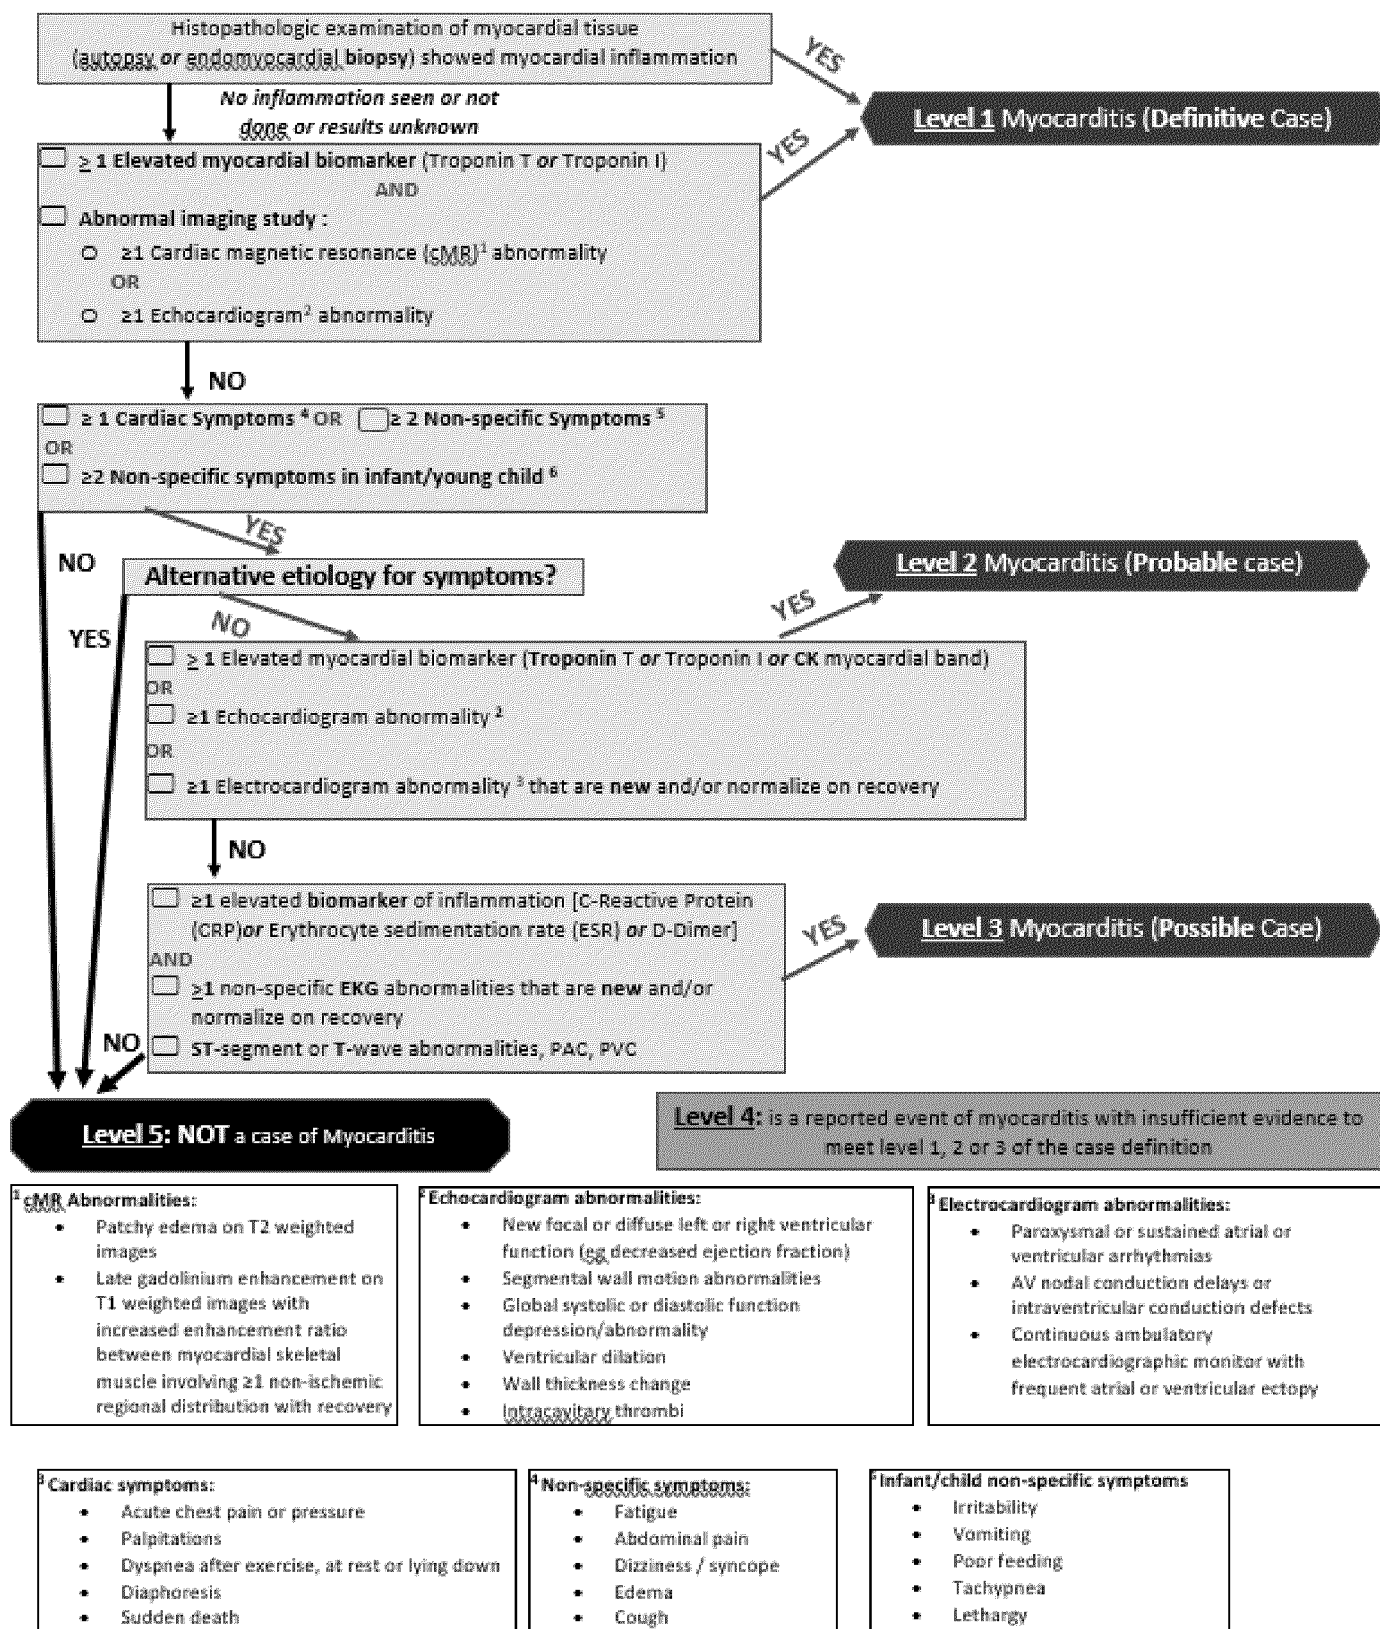 Histopathologic examination of myocardial tissue
(autopsy or endomyocardial biopsy) showed myocardial inflammation
YES
No inflammation seen or not
done or results unknown
Level 1 Myocarditis (Definitive Case)
YES
≥ 1 Elevated myocardial biomarker (Troponin T or Troponin I)
AND
Abnormal imaging study :
≥1 Cardiac magnetic resonance (cMR)1 abnormality
OR
≥1 Echocardiogram2 abnormality
NO
≥ 1 Cardiac Symptoms 4 OR ≥ 2 Non-specific Symptoms 5
OR
≥2 Non-specific symptoms in infant/young child 6
YES
NO
Alternative etiology for symptoms?
Level 2 Myocarditis (Probable case)
YES
NO
YES
≥ 1 Elevated myocardial biomarker (Troponin T or Troponin I or CK myocardial band)
OR
≥1 Echocardiogram abnormality 2
OR
≥1 Electrocardiogram abnormality 3 that are new and/or normalize on recovery
NO
≥1 elevated biomarker of inflammation [C-Reactive Protein
(CRP)or Erythrocyte sedimentation rate (ESR) or D-Dimer]
AND
≥1 non-specific EKG abnormalities that are new and/or
normalize on recovery
ST-segment or T-wave abnormalities, PAC, PVC
YES
Level 3 Myocarditis (Possible Case)
NO
Level 5: NOT a case of Myocarditis
Level 4: is a reported event of myocarditis with insufficient evidence to
meet level 1, 2 or 3 of the case definition
1 cMR Abnormalities:
• Patchy edema on T2 weighted
images
• Late gadolinium enhancement on
T1 weighted images with
increased enhancement ratio
between myocardial skeletal
muscle involving ≥1 non-ischemic
regional distribution with recovery
2 Echocardiogram abnormalities:
• New focal or diffuse left or right ventricular
function (eg decreased ejection fraction)
• Segmental wall motion abnormalities
• Global systolic or diastolic function
depression/abnormality
• Ventricular dilation
• Wall thickness change
• Intracavitary thrombi
3 Electrocardiogram abnormalities:
• Paroxysmal or sustained atrial or
ventricular arrhythmias
• AV nodal conduction delays or
intraventricular conduction defects
• Continuous ambulatory
electrocardiographic monitor with
frequent atrial or ventricular ectopy
3 Cardiac symptoms:
• Acute chest pain or pressure
• Palpitations
• Dyspnea after exercise, at rest or lying down
• Diaphoresis
• Sudden death
4 Non-specific symptoms:
• Fatigue
• Abdominal pain
• Dizziness / syncope
• Edema
• Cough
5 Infant/child non-specific symptoms
• Irritability
• Vomiting
• Poor feeding
• Tachypnea
• Lethargy